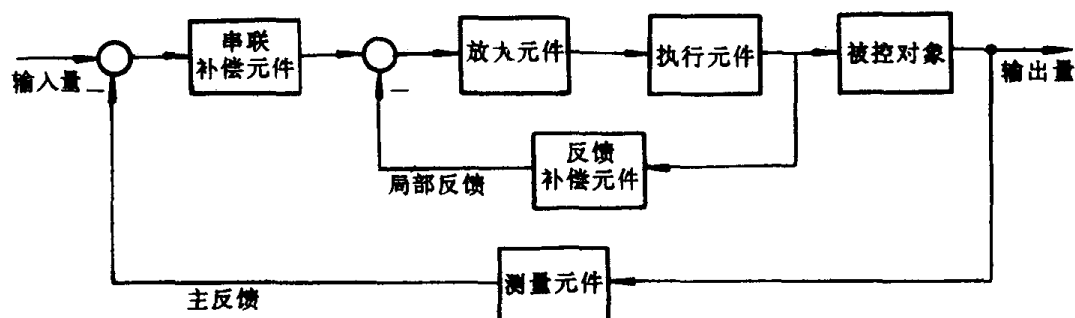 输入量
串联
补偿元件
放大元件
执行元件
被控对象
输出量
反馈
补偿元件
局部反馈
测量元件
主反馈